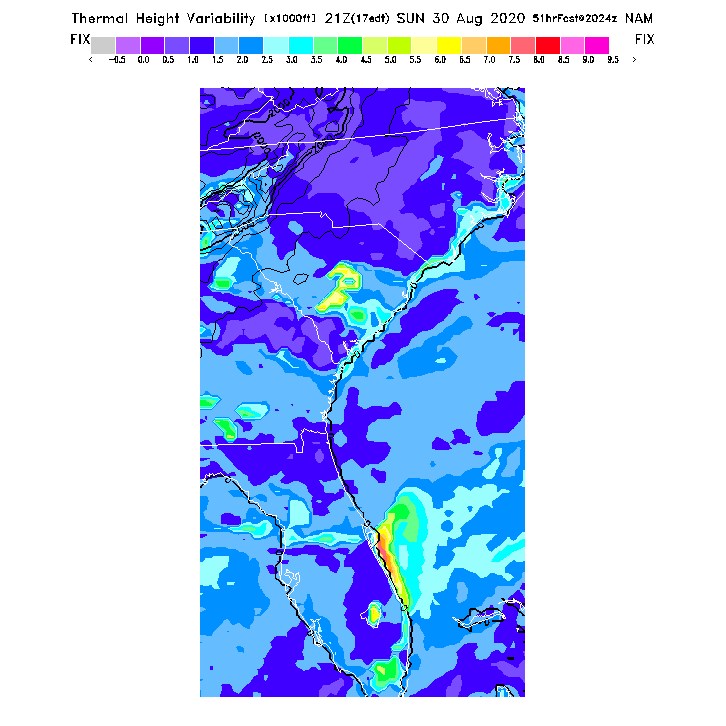 Thermal Height Variability [x1000ft] 21Z(17edt) SUN 30 Aug 2020 51hrFcst@2024z NAM
FIX FIX
< -0.5 0.0 0.5 1.0 1.5 2.0 2.5 3.0 3.5 4.0 4.5 5.0 5.5 6.0 6.5 7.0 7.5 8.0 8.5 9.0 9.5 >